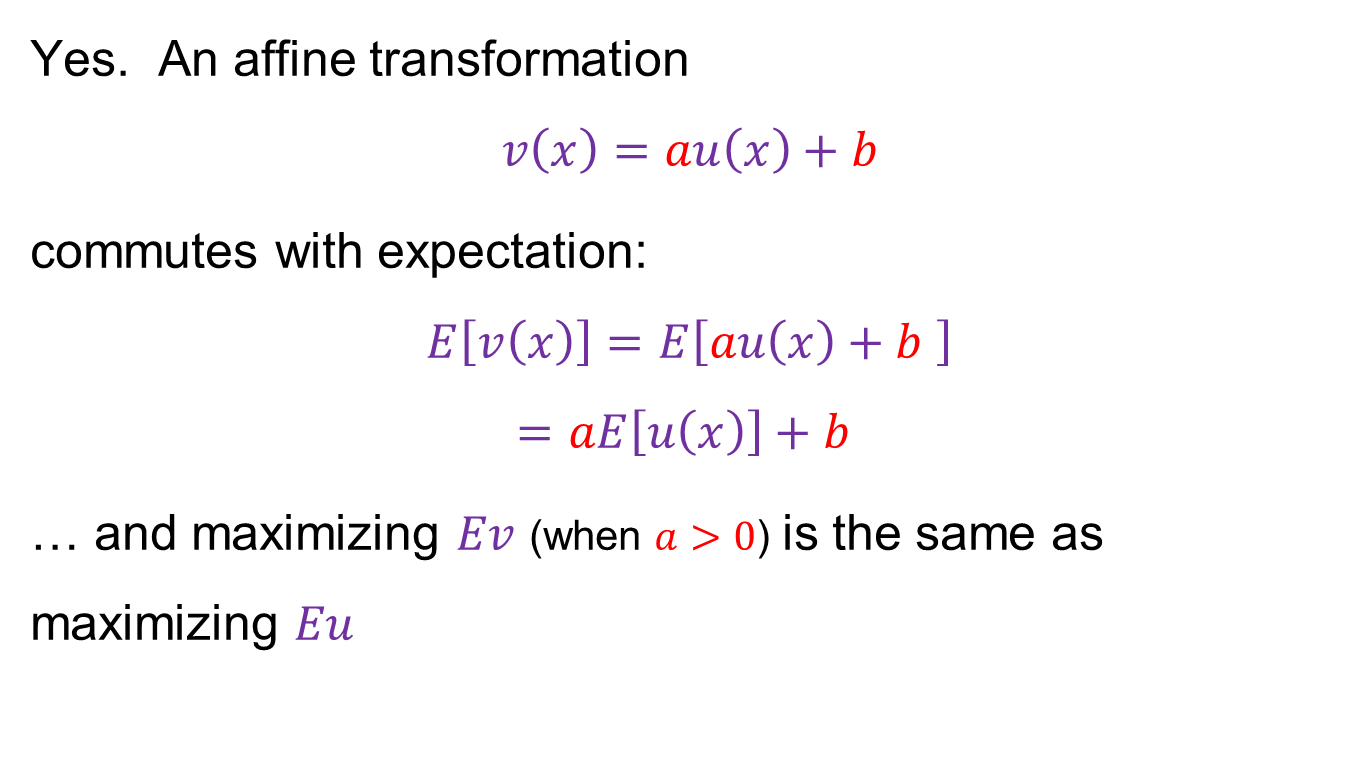 Yes.  An affine transformation
𝑣(𝑥) = 𝑎𝑢(𝑥) + 𝑏
commutes with expectation:
𝐸[𝑣(𝑥)] = 𝐸[𝑎𝑢(𝑥) + 𝑏 ]
= 𝑎𝐸[𝑢(𝑥)] + 𝑏
… and maximizing 𝐸𝑣 (when 𝑎 > 0) is the same as
maximizing 𝐸𝑢